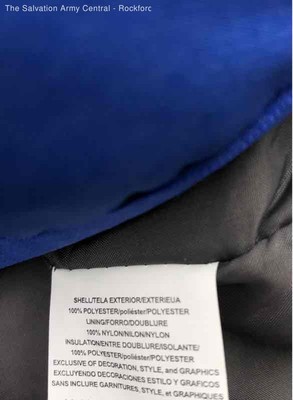 The Salvation Army Central - Rockford
SHELL/TELA EXTERIOR/EXTERIEUA
100% POLYESTER/poliéster/POLYESTER
LINING/FORRO/DOUBLURE
100% NYLON/NILON/NYLON
INSULATION/ENTRE DOUBLURE/ISOLANTE/
100% POLYESTER/poliéster/POLYESTER
EXCLUSIVE OF DECORATION, STYLE, and GRAPHICS
EXCLUYENDO DECORACIONES ESTILO Y GRAFICOS
SANS INCLURE GARNITURES, STYLE, et GRAPHIQUES